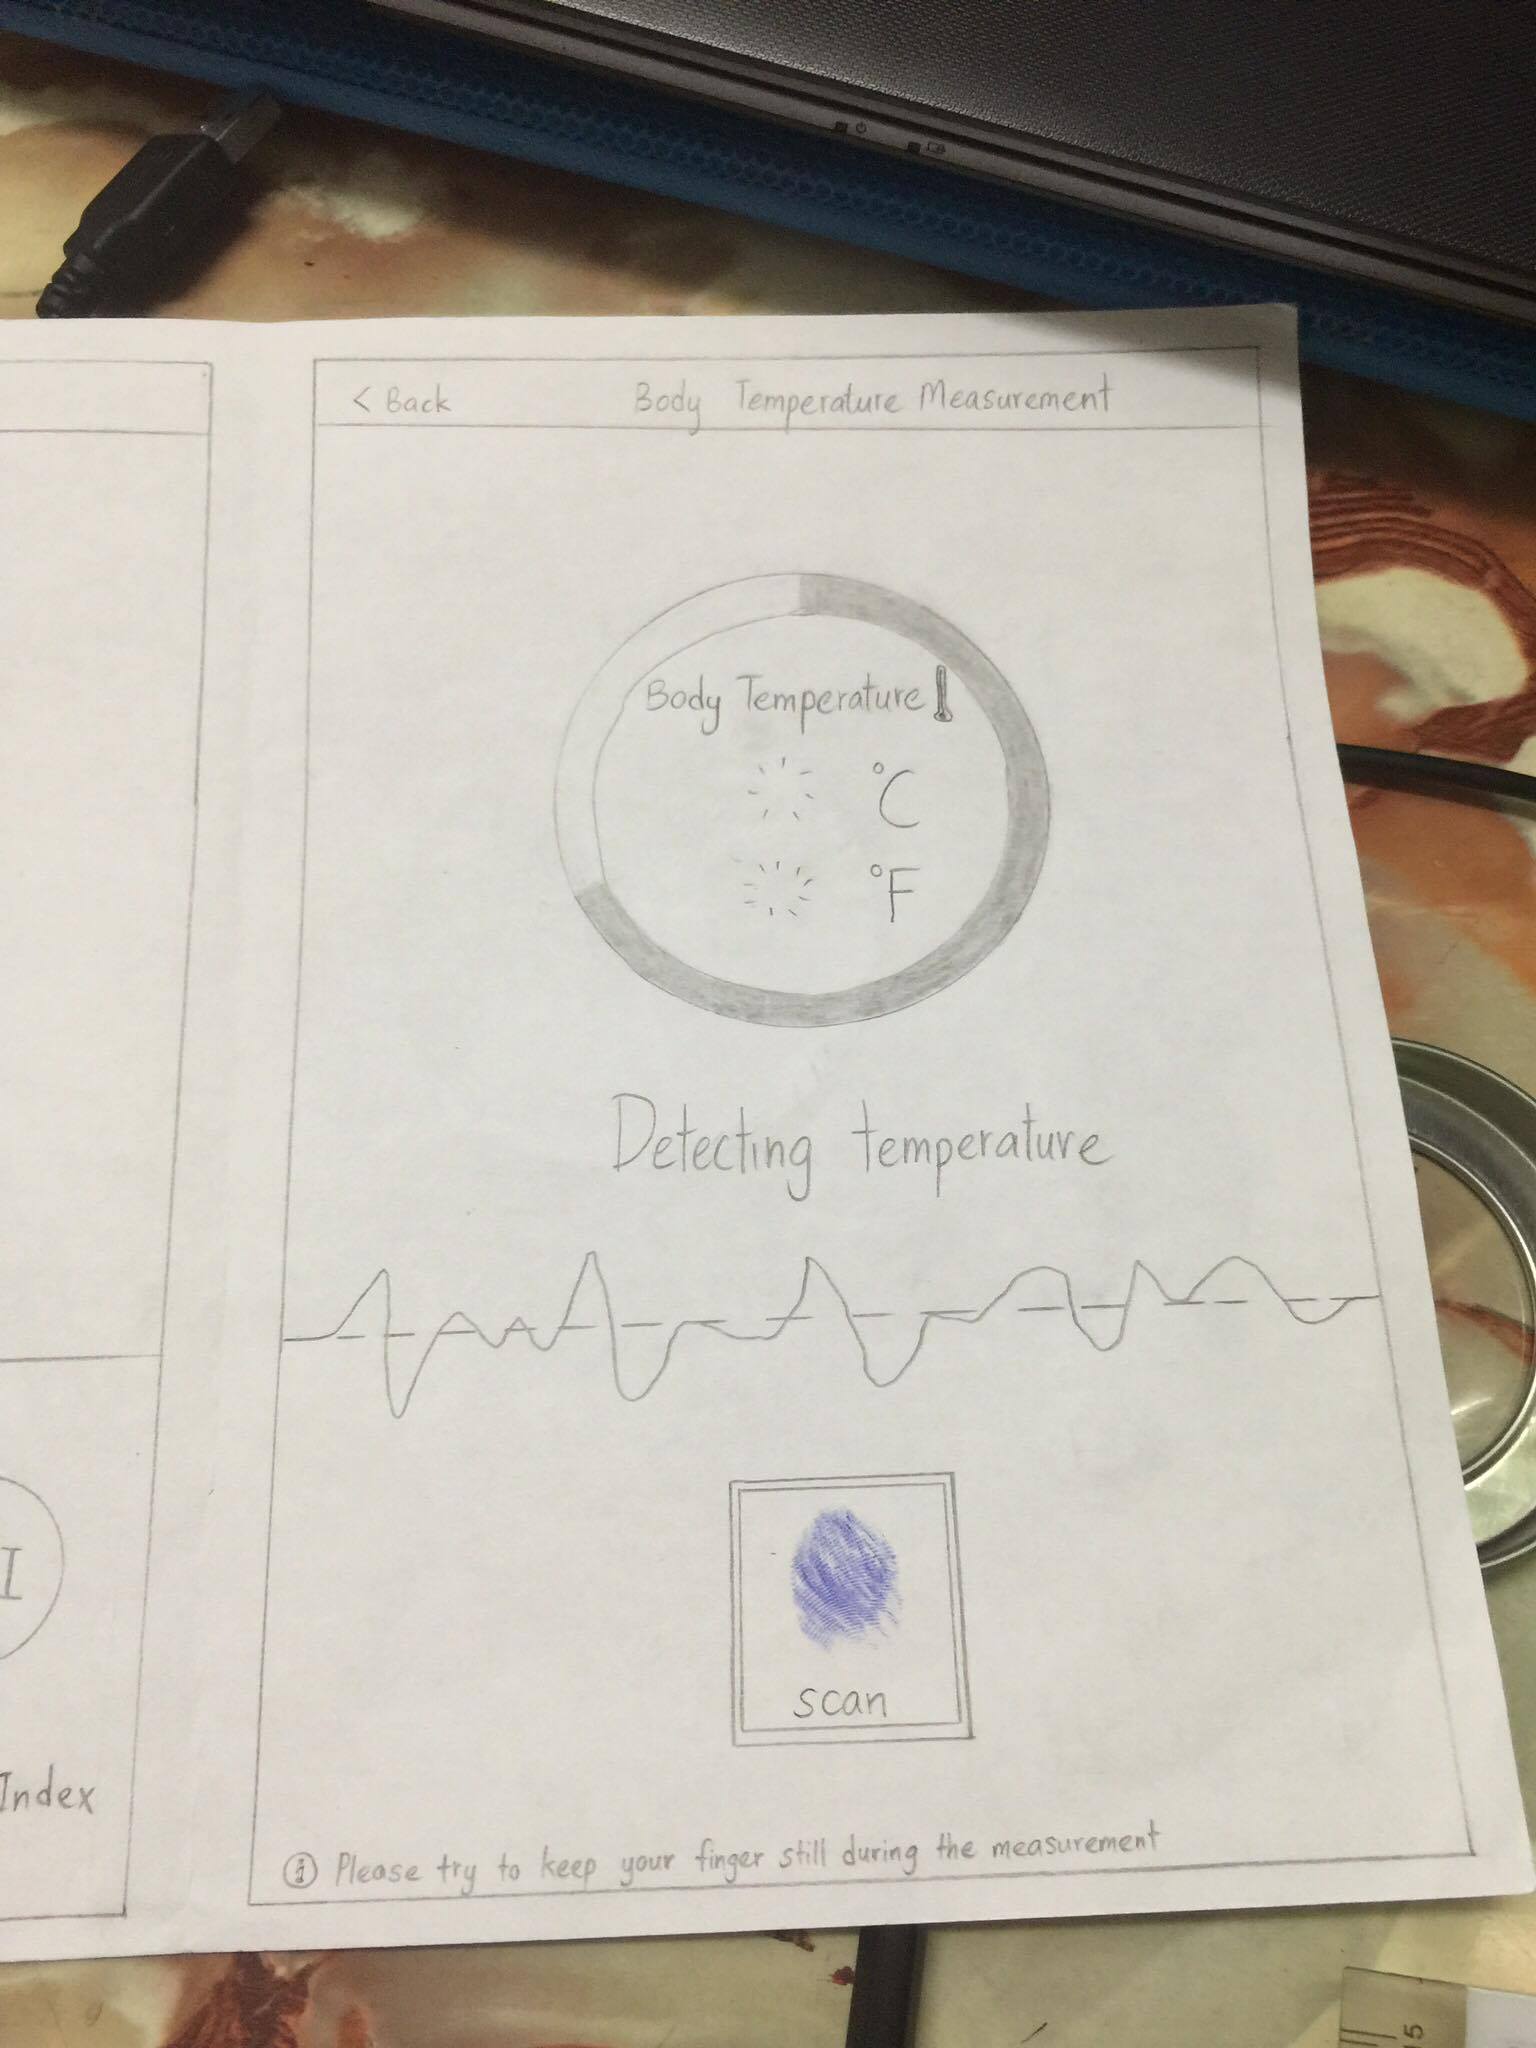 < Back Body Temperature Measurement
Body Temperature
°C
°F
Detecting temperature
scan
I
Index
i Please try to keep your finger still during the measurement
15